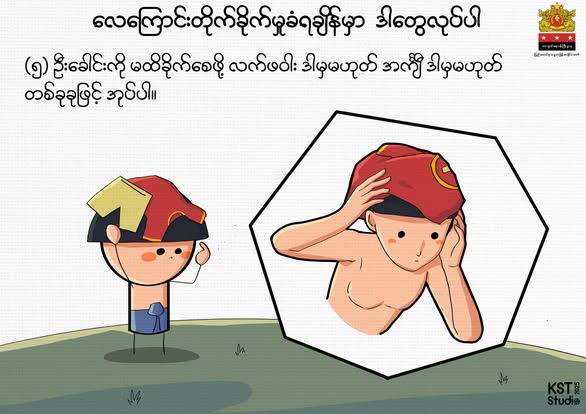 လေကြောင်းတိုက်ခိုက်မှုခံရချိန်မှာ ဒါတွေလုပ်ပါ
(၅) ဦးခေါင်းကို မထိခိုက်စေဖို့ လက်ဖဝါး ဒါမှမဟုတ် အင်္ကျီ ဒါမှမဟုတ်
တစ်ခုခုဖြင့် အုပ်ပါ။
KST
Studio